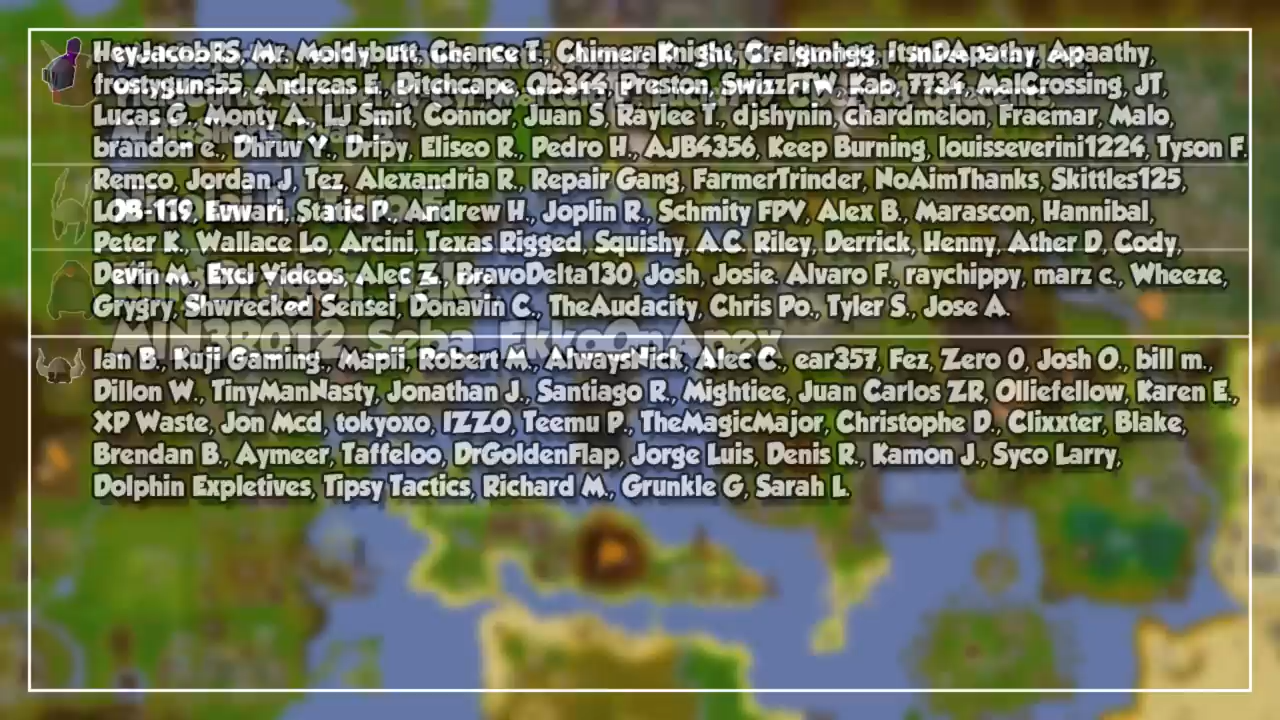 HeyJacobRS, Mr. Moldybutt, Chance T., ChimeraKnight, Craigmhgg, ItsnDApathy, Apaathy,
frostyguns55, Andreas E., Ditchcape, Qb344, Preston, SwizzFTW, Kab, 7734, MalCrossing, JT,
Lucas G., Monty A., LJ Smit, Connor, Juan S, Raylee T., djshynin, chardmelon, Fraemar, Malo,
brandon e., Dhruv Y., Dripy, Eliseo R., Pedro H., AJB4356, Keep Burning, louisseverini1224, Tyson F.
Remco, Jordan J, Tez, Alexandria R., Repair Gang, FarmerTrinder, NoAimThanks, Skittles125,
LOB-119, Euwari, Static P., Andrew H., Joplin R., Schmity FPV, Alex B., Marascon, Hannibal,
Peter K., Wallace Lo, Arcini, Texas Rigged, Squishy, A.C. Riley, Derrick, Henny, Ather D, Cody,
Devin M., Exci Videos, Alec Z., BravoDelta130, Josh, Josie. Alvaro F., raychippy, marz c., Wheeze,
Grygry, Shwrecked Sensei, Donavin C., TheAudacity, Chris Po., Tyler S., Jose A.
MIN3R012, Seba, EkkoOnApex
Ian B., Kuji Gaming., Mapii, Robert M., AlwaysNick, Alec C., ear357, Fez, Zero 0, Josh O., bill m.,
Dillon W., TinyManNasty, Jonathan J., Santiago R., Mightiee, Juan Carlos ZR, Olliefellow, Karen E.,
XP Waste, Jon Mcd, tokyoxo, IZZO, Teemu P., TheMagicMajor, Christophe D., Clixxter, Blake,
Brendan B., Aymeer, Taffeloo, DrGoldenFlap, Jorge Luis, Denis R., Kamon J., Syco Larry,
Dolphin Expletives, Tipsy Tactics, Richard M., Grunkle G, Sarah L.